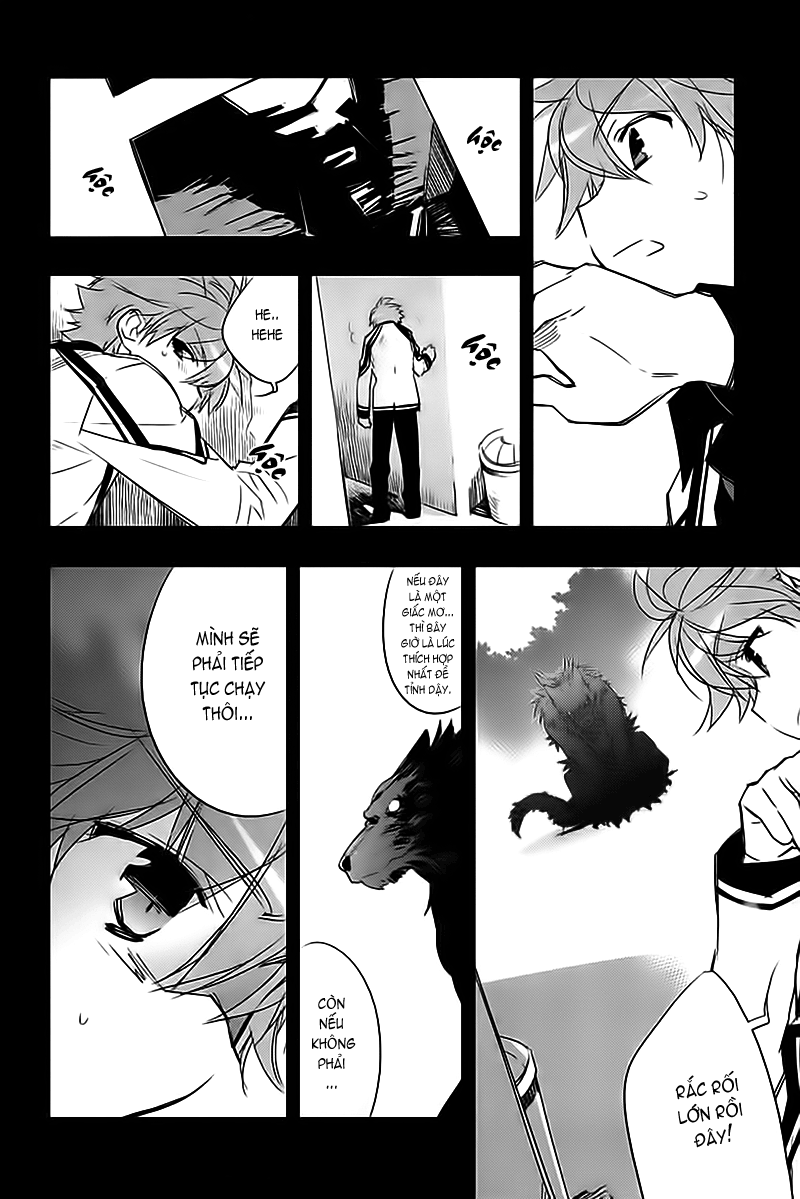 hộc
hộc
hộc
HE..
HEHE
hộc
RẮC RỐI
LỚN RỒI
ĐÂY!
NẾU ĐÂY
LÀ MỘT
GIẤC MƠ...
THÌ BÂY
GIỜ LÀ LÚC
THÍCH HỢP
NHẤT ĐỂ
TỈNH DẬY.
CÒN
NẾU
KHÔNG
PHẢI
...
MÌNH SẼ
PHẢI TIẾP
TỤC CHẠY
THÔI...